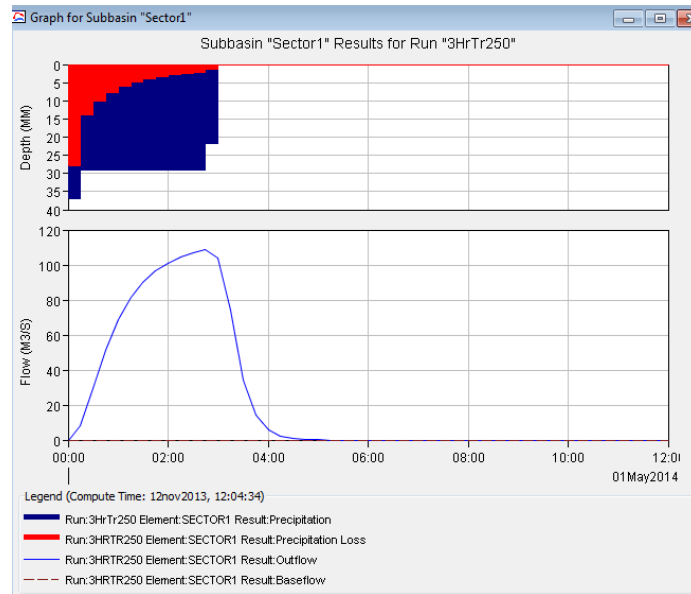 Graph for Subbasin "Sector1"
Subbasin "Sector1" Results for Run "3HrTr250"
Depth (MM)
0
5
10
15
20
25
30
35
40
Flow (M3/S)
120
100
80
60
40
20
0
00:00 02:00 04:00 06:00 08:00 10:00 12:0
01May2014
Legend (Compute Time: 12nov2013, 12:04:34)
Run:3HrTr250 Element:SECTOR1 Result:Precipitation
Run:3HRTR250 Element:SECTOR1 Result:Precipitation Loss
Run:3HRTR250 Element:SECTOR1 Result:Outflow
Run:3HRTR250 Element:SECTOR1 Result:Baseflow